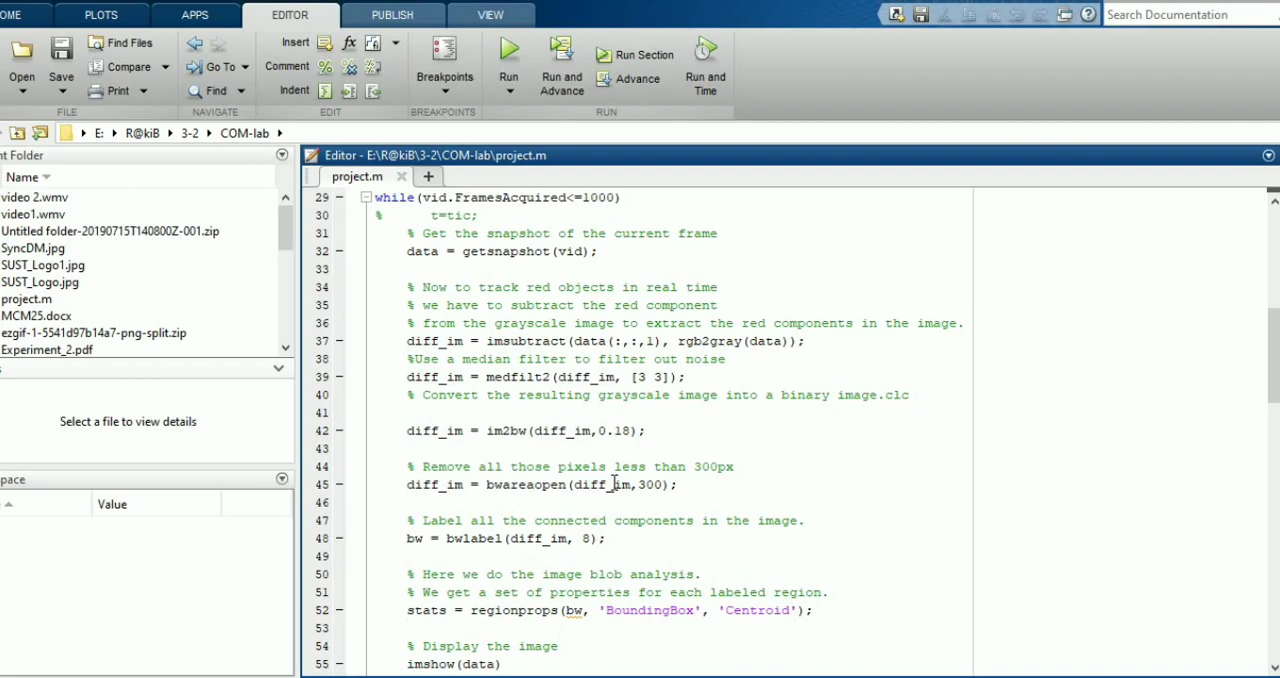 OME
PLOTS
APPS
EDITOR
PUBLISH
VIEW
Search Documentation
Open
Save
Find Files
Compare
Print
Go To
Find
Insert
Comment
Indent
Breakpoints
Run
Run and Advance
Run Section
Advance
Run and Time
FILE
NAVIGATE
EDIT
BREAKPOINTS
RUN
E: R@kiB 3-2 COM-lab
nt Folder
Name
video 2.wmv
video1.wmv
Untitled folder-20190715T140800Z-001.zip
SyncDM.jpg
SUST_Logo1.jpg
SUST_Logo.jpg
project.m
MCM25.docx
ezgif-1-5541d97b14a7-png-split.zip
Experiment_2.pdf
s
Select a file to view details
space
Value
Editor - E:\R@kiB\3-2\COM-lab\project.m
project.m
29 while(vid.FramesAcquired<=1000)
30 % t=tic;
31 % Get the snapshot of the current frame
32 data = getsnapshot(vid);
33
34 % Now to track red objects in real time
35 % we have to subtract the red component
36 % from the grayscale image to extract the red components in the image.
37 diff_im = imsubtract(data(:,:,1), rgb2gray(data));
38 %Use a median filter to filter out noise
39 diff_im = medfilt2(diff_im, [3 3]);
40 % Convert the resulting grayscale image into a binary image.clc
41
42 diff_im = im2bw(diff_im,0.18);
43
44 % Remove all those pixels less than 300px
45 diff_im = bwareaopen(diff_im,300);
46
47 % Label all the connected components in the image.
48 bw = bwlabel(diff_im, 8);
49
50 % Here we do the image blob analysis.
51 % We get a set of properties for each labeled region.
52 stats = regionprops(bw, 'BoundingBox', 'Centroid');
53
54 % Display the image
55 imshow(data)